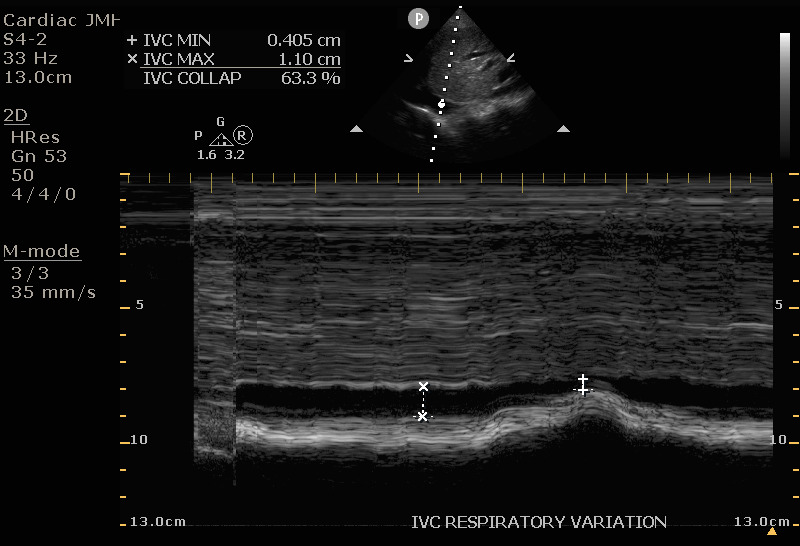 Cardiac JMH
S4-2
33 Hz
13.0cm
2D
HRes
Gn 53
50
4/4/0
M-mode
3/3
35 mm/s
+ IVC MIN 0.405 cm
× IVC MAX 1.10 cm
IVC COLLAP 63.3 %
P
G
P R
1.6 3.2
5 5
10 10
13.0cm IVC RESPIRATORY VARIATION 13.0cm